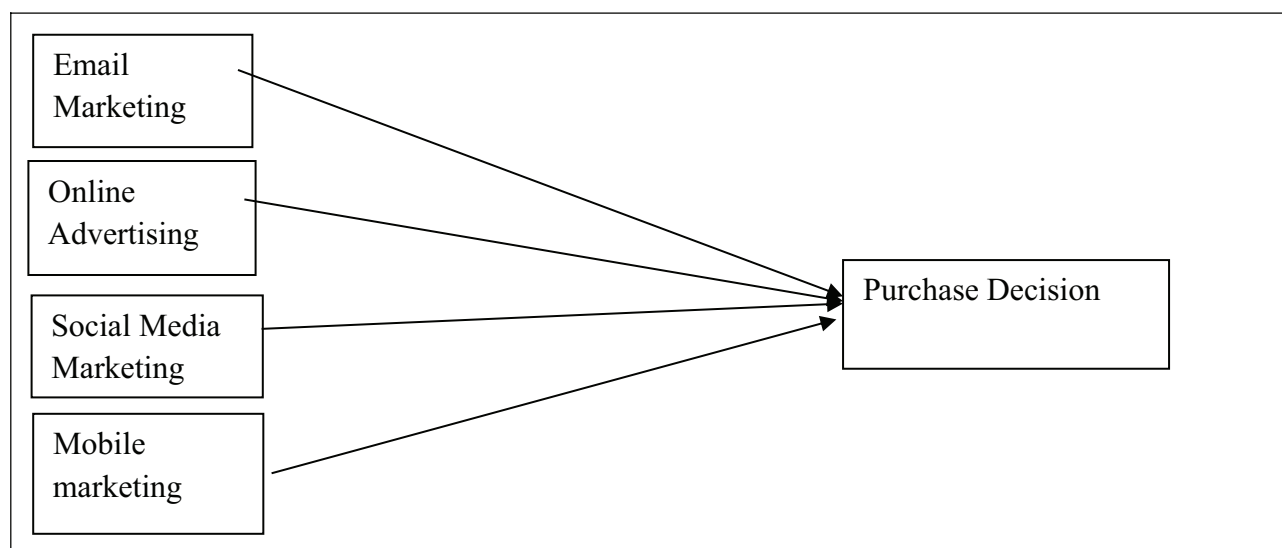 Email
Marketing
Online
Advertising
Social Media
Marketing
Mobile
marketing
Purchase Decision